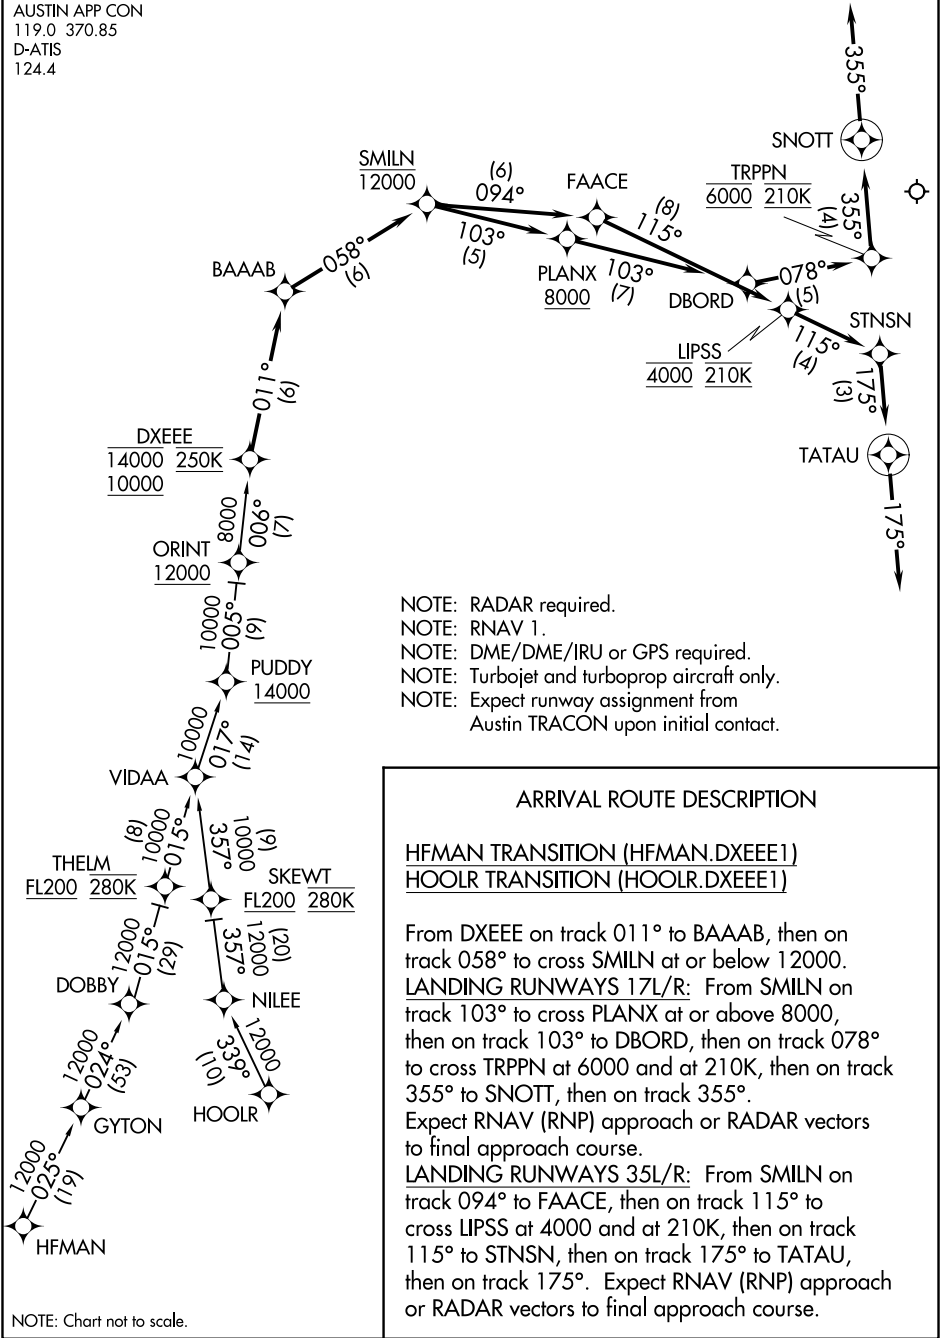 AUSTIN APP CON
119.0 370.85
D-ATIS
124.4
355°
SNOTT
SMILN
12000
(6)
094°
FAACE
TRPPN
6000 210K
355°
(4)
(8)
115°
103°
(5)
058°
(6)
BAAAB
PLANX
8000
103°
(7)
DBORD
078°
(5)
STNSN
LIPSS
4000 210K
115°
(4)
175°
(3)
011°
(6)
DXEEE
14000 250K
10000
TATAU
175°
8000
006°
(7)
ORINT
12000
10000
005°
(9)
PUDDY
14000
NOTE: RADAR required.
NOTE: RNAV 1.
NOTE: DME/DME/IRU or GPS required.
NOTE: Turbojet and turboprop aircraft only.
NOTE: Expect runway assignment from
Austin TRACON upon initial contact.
10000
017°
(14)
VIDAA
(8)
10000
015°
(9)
10000
357°
THELM
FL200 280K
SKEWT
FL200 280K
12000
015°
(29)
(20)
12000
357°
DOBBY
NILEE
12000
024°
(53)
12000
339°
(10)
GYTON
HOOLR
12000
025°
(19)
HFMAN
NOTE: Chart not to scale.
ARRIVAL ROUTE DESCRIPTION
HFMAN TRANSITION (HFMAN.DXEEE1)
HOOLR TRANSITION (HOOLR.DXEEE1)
From DXEEE on track 011° to BAAAB, then on
track 058° to cross SMILN at or below 12000.
LANDING RUNWAYS 17L/R: From SMILN on
track 103° to cross PLANX at or above 8000,
then on track 103° to DBORD, then on track 078°
to cross TRPPN at 6000 and at 210K, then on track
355° to SNOTT, then on track 355°.
Expect RNAV (RNP) approach or RADAR vectors
to final approach course.
LANDING RUNWAYS 35L/R: From SMILN on
track 094° to FAACE, then on track 115° to
cross LIPSS at 4000 and at 210K, then on track
115° to STNSN, then on track 175° to TATAU,
then on track 175°. Expect RNAV (RNP) approach
or RADAR vectors to final approach course.